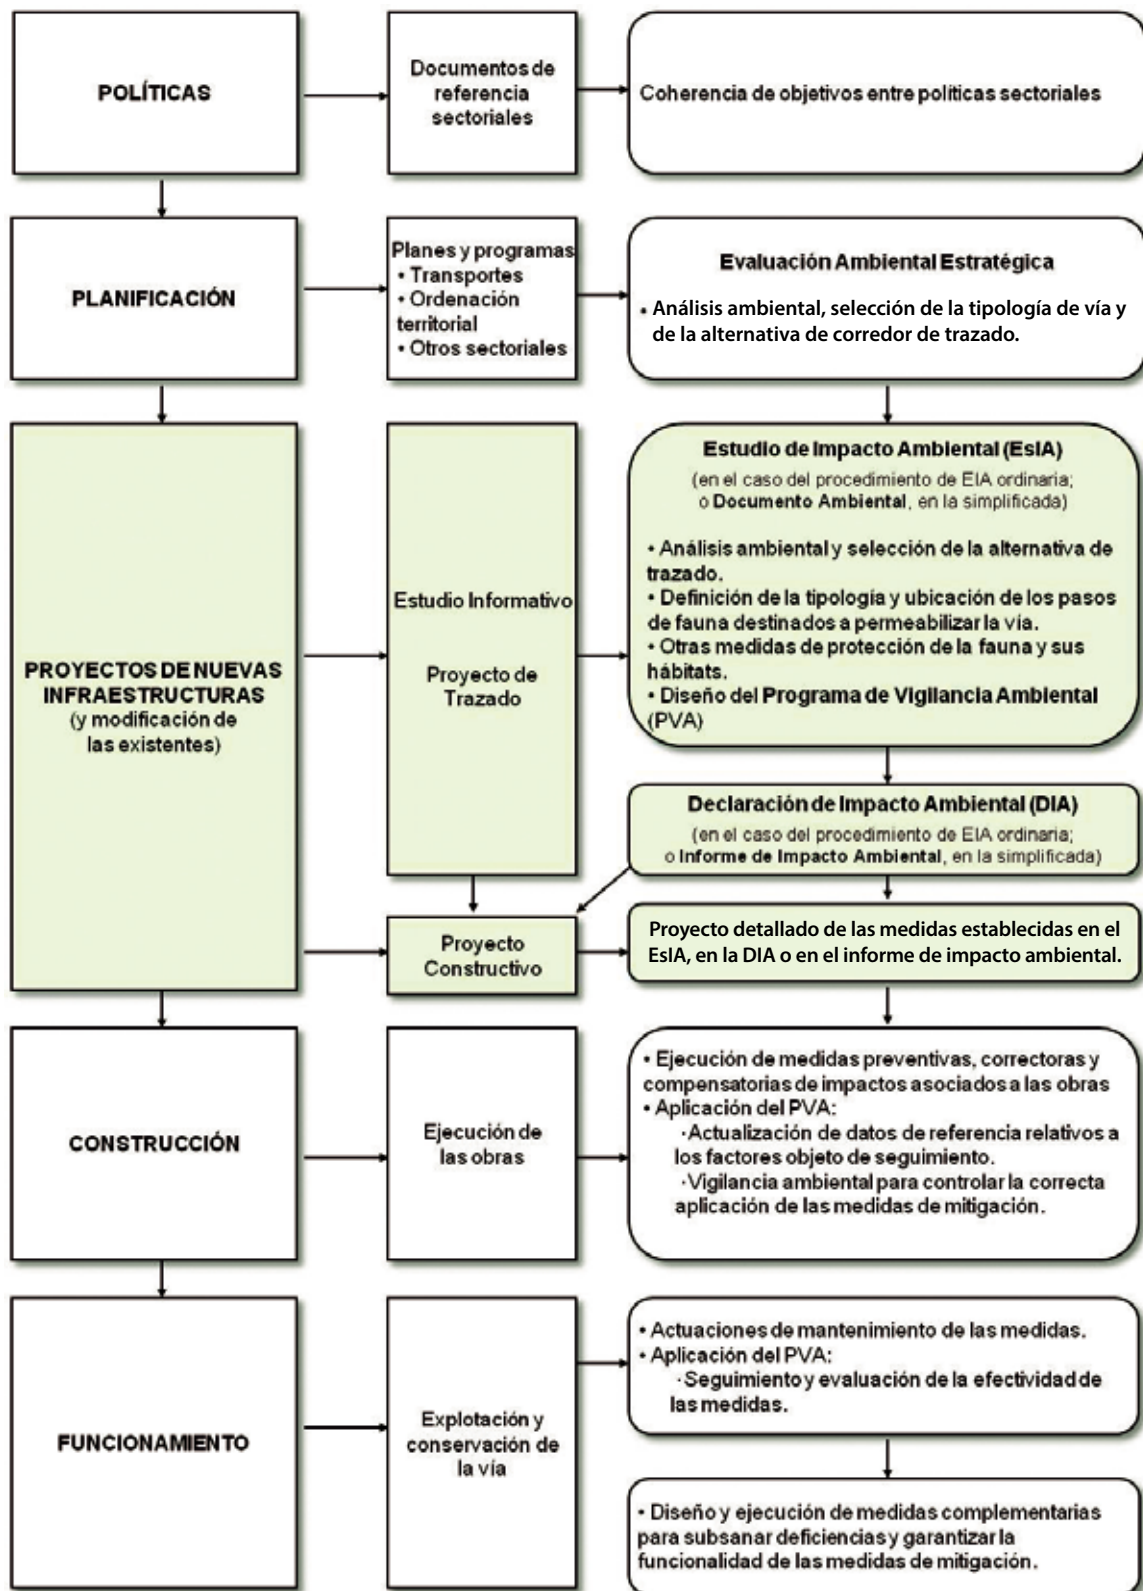 POLÍTICAS
Documentos de
referencia
sectoriales
Coherencia de objetivos entre políticas sectoriales
PLANIFICACIÓN
Planes y programas
• Transportes
• Ordenación
territorial
• Otros sectoriales
Evaluación Ambiental Estratégica
• Análisis ambiental, selección de la tipología de vía y
de la alternativa de corredor de trazado.
PROYECTOS DE NUEVAS
INFRAESTRUCTURAS
(y modificación de
las existentes)
Estudio Informativo
Proyecto de
Trazado
Estudio de Impacto Ambiental (EsIA)
(en el caso del procedimiento de EIA ordinaria;
o Documento Ambiental, en la simplificada)
• Análisis ambiental y selección de la alternativa de
trazado.
• Definición de la tipología y ubicación de los pasos
de fauna destinados a permeabilizar la vía.
• Otras medidas de protección de la fauna y sus
hábitats.
• Diseño del Programa de Vigilancia Ambiental
(PVA)
Declaración de Impacto Ambiental (DIA)
(en el caso del procedimiento de EIA ordinaria;
o Informe de Impacto Ambiental, en la simplificada)
Proyecto
Constructivo
Proyecto detallado de las medidas establecidas en el
EsIA, en la DIA o en el informe de impacto ambiental.
CONSTRUCCIÓN
Ejecución de
las obras
• Ejecución de medidas preventivas, correctoras y
compensatorias de impactos asociados a las obras
• Aplicación del PVA:
·Actualización de datos de referencia relativos a
los factores objeto de seguimiento.
·Vigilancia ambiental para controlar la correcta
aplicación de las medidas de mitigación.
FUNCIONAMIENTO
Explotación y
conservación de
la vía
• Actuaciones de mantenimiento de las medidas.
• Aplicación del PVA:
·Seguimiento y evaluación de la efectividad de
las medidas.
• Diseño y ejecución de medidas complementarias
para subsanar deficiencias y garantizar la
funcionalidad de las medidas de mitigación.